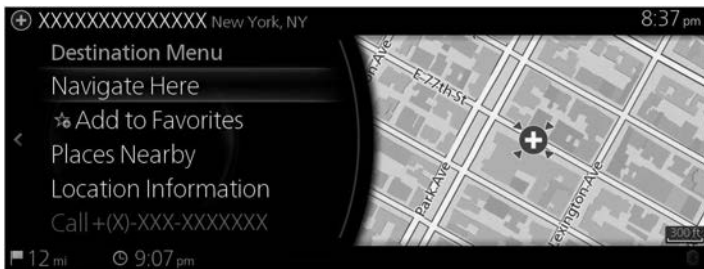 XXXXXXXXXXXXXX New York, NY
8:37 pm
Destination Menu
Navigate Here
Add to Favorites
Places Nearby
Location Information
Call+(X)-XXX-XXXXXXX
12 mi
9:07 pm
E 77th St
Park Ave
Lexington Ave
300 ft